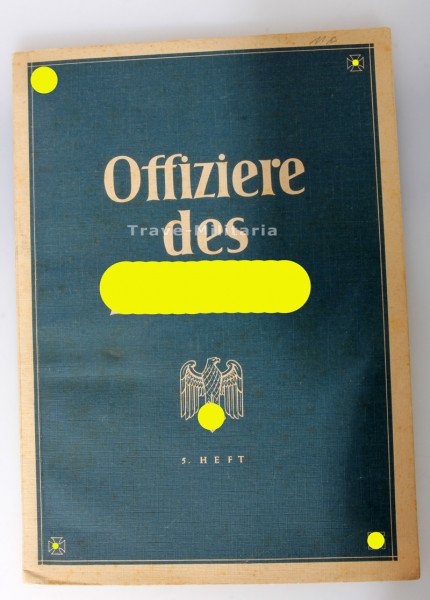 Offiziere
Trave-Militaria
des
5. HEFT